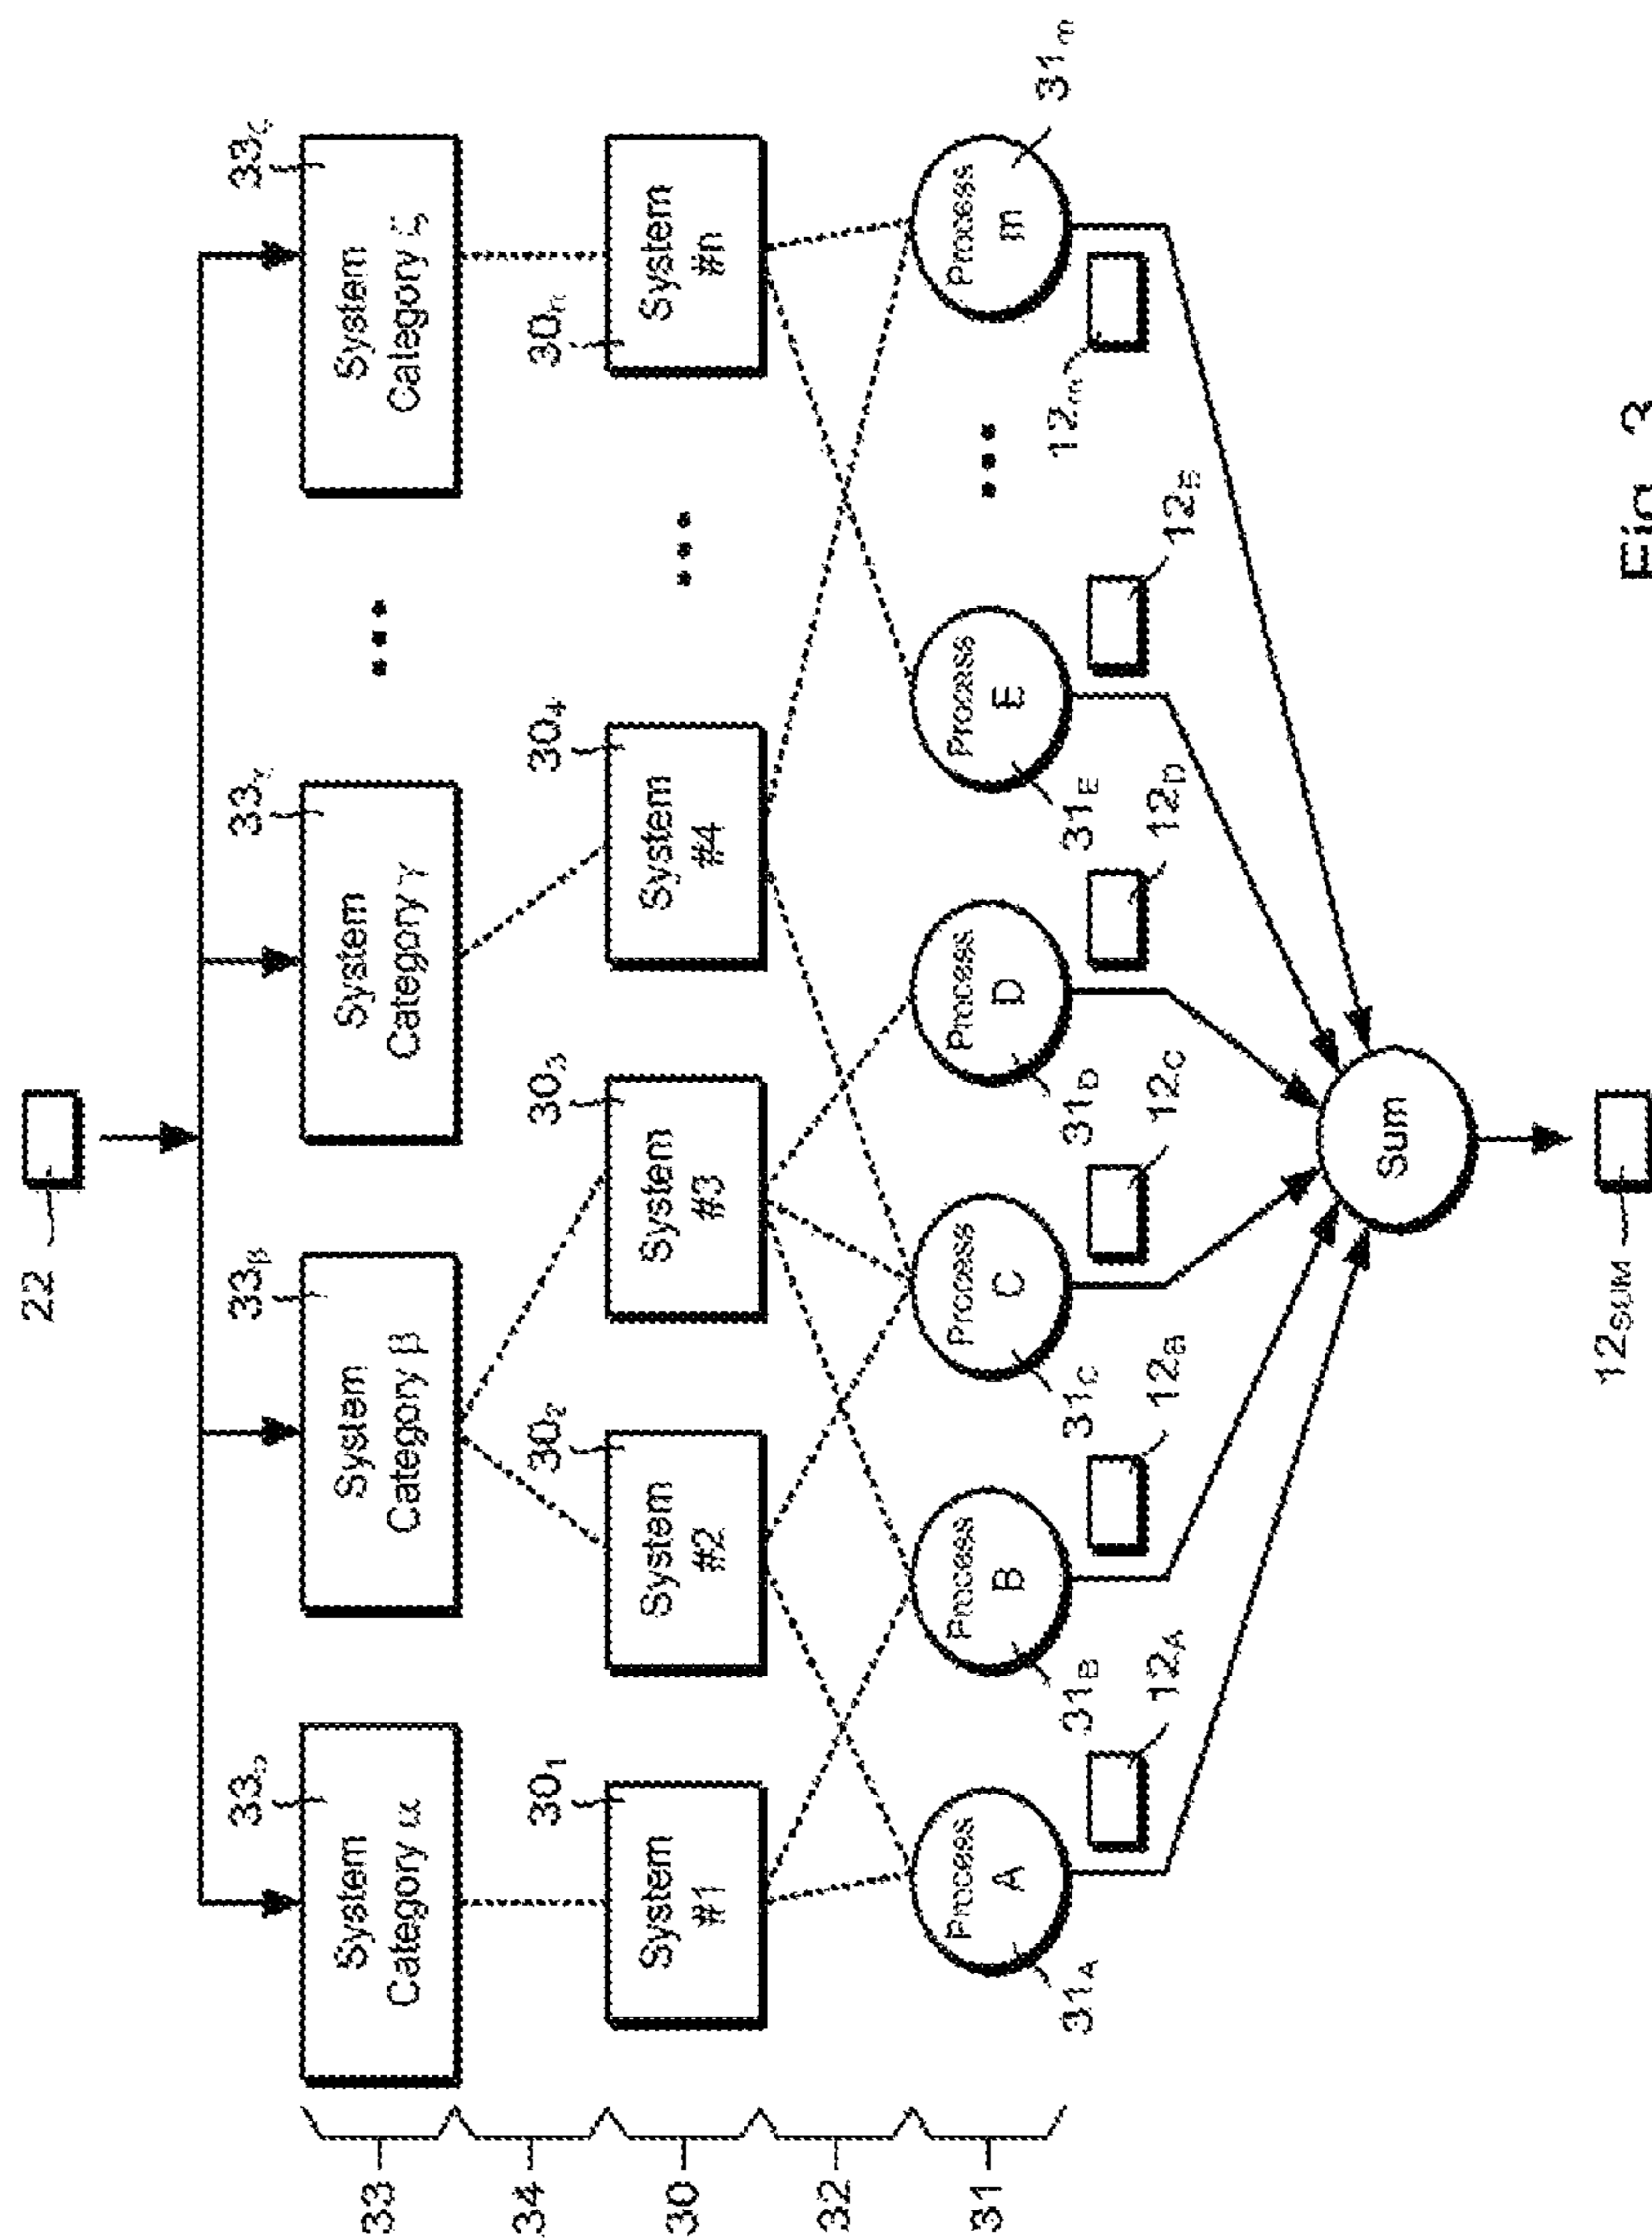 22
33α
33β
33γ
33ζ
33
System
Category α
System
Category β
System
Category γ
System
Category ζ
34
30₁
30₂
30₃
30₄
30ₙ
30
System
#1
System
#2
System
#3
System
#4
System
#n
32
31
Process
A
Process
B
Process
C
Process
D
Process
E
Process
m
31A
31B
31C
31D
31E
31m
12A
12B
12C
12D
12E
12m
Sum
12SUM
Fig. 3